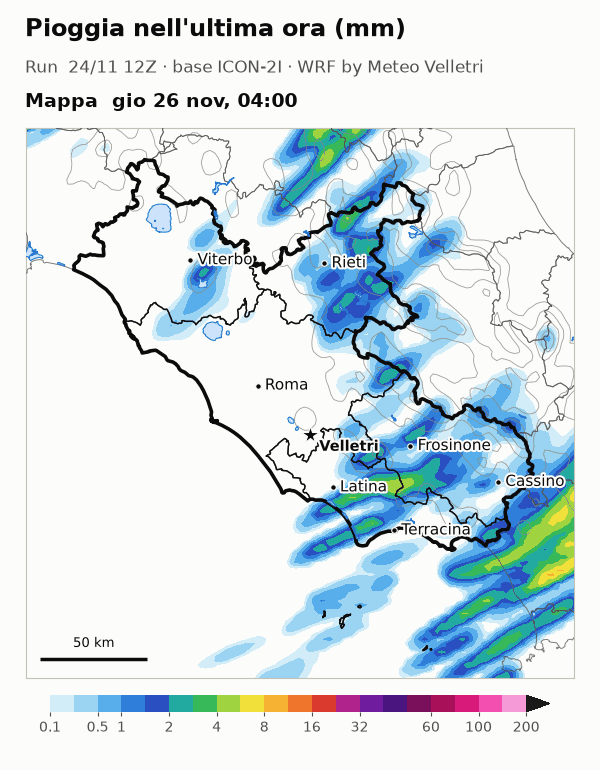 Pioggia nell'ultima ora (mm)
Run  24/11 12Z · base ICON-2I · WRF by Meteo Velletri
Mappa  gio 26 nov, 04:00
Viterbo
Rieti
Roma
Velletri
Frosinone
Latina
Cassino
Terracina
50 km
0.1 0.5 1 2 4 8 16 32 60 100 200